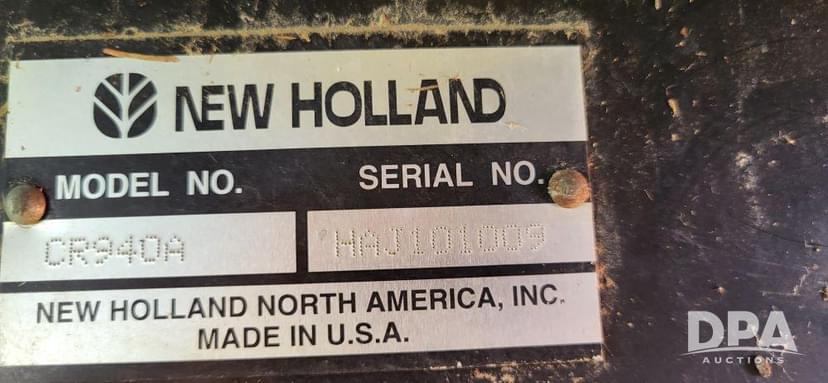 NEW HOLLAND
MODEL NO. SERIAL NO.
CR940A HAJ101009
NEW HOLLAND NORTH AMERICA, INC.
MADE IN U.S.A.
DPA
AUCTIONS